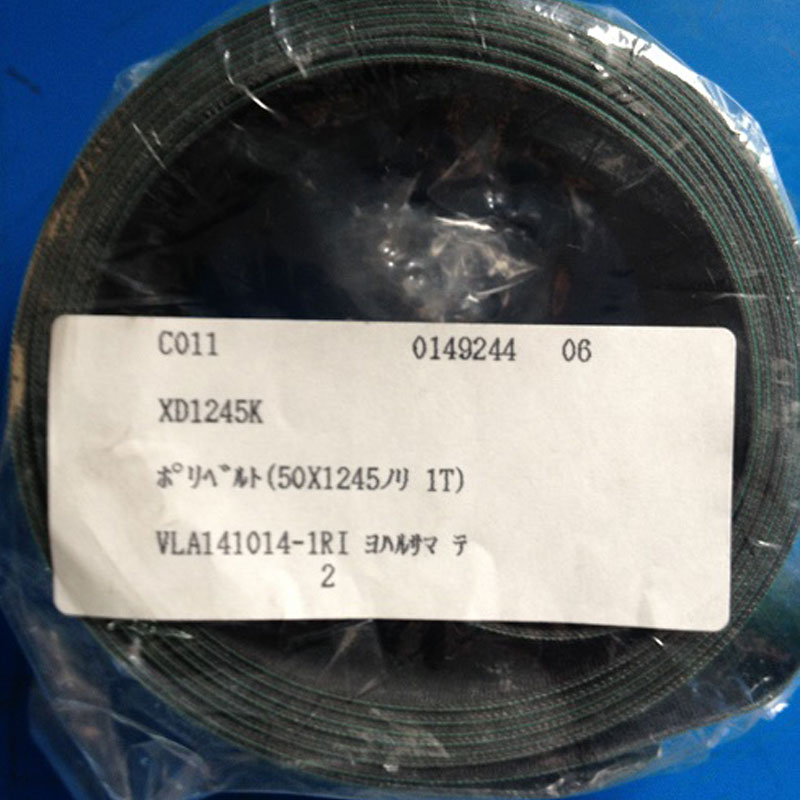 C011 0149244 06
XD1245K
ﾎﾟﾘﾍﾞﾙﾄ(50X1245ﾉﾘ 1T)
VLA141014-1RI ﾖﾊﾙｻﾏ ﾃ
2